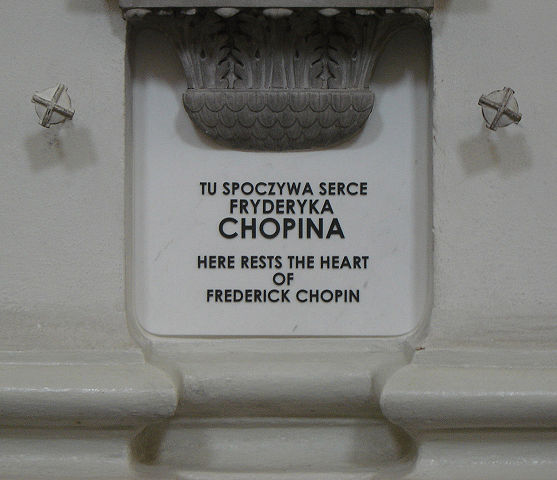 TU SPOCZYWA SERCE
FRYDERYKA
CHOPINA
HERE RESTS THE HEART
OF
FREDERICK CHOPIN